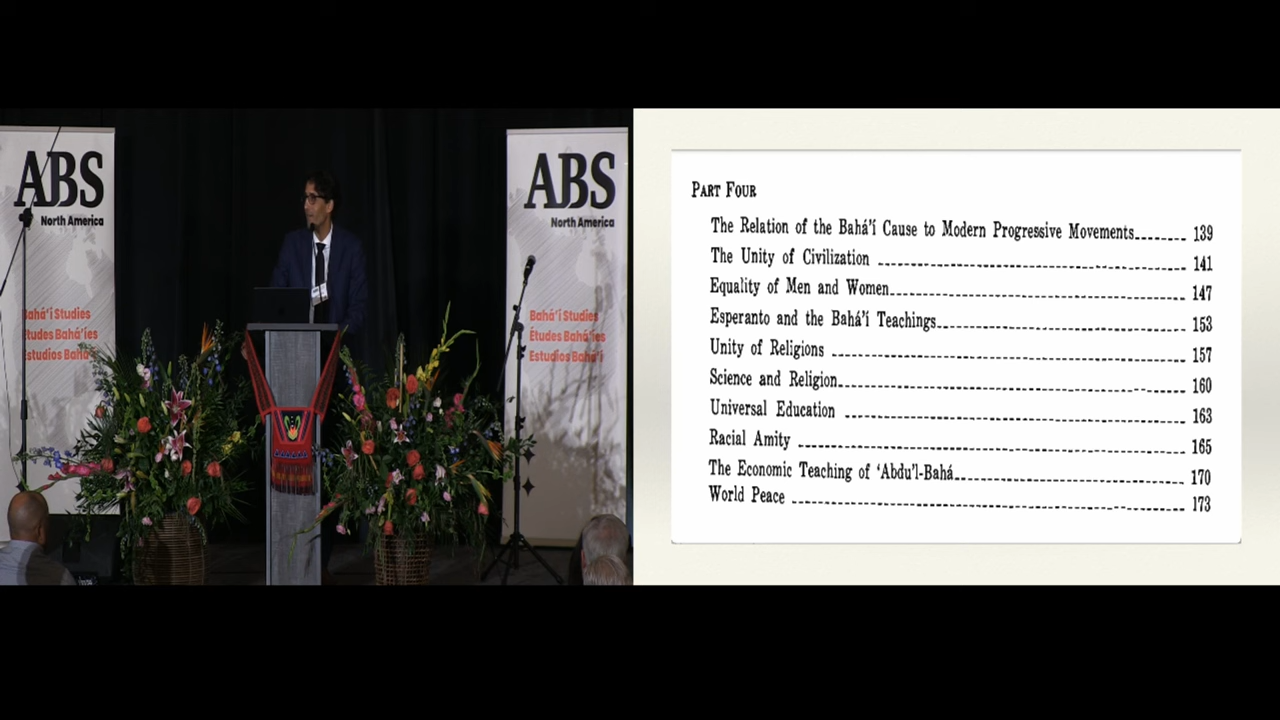 ABS
North America
Bahá'í Studies
Études Bahá'íes
Estudios Bahá'í
ABS
North America
Bahá'í Studies
Études Bahá'íes
Estudios Bahá'í
PART FOUR
The Relation of the Bahá'í Cause to Modern Progressive Movements 139
The Unity of Civilization 141
Equality of Men and Women 147
Esperanto and the Bahá'í Teachings 153
Unity of Religions 157
Science and Religion 160
Universal Education 163
Racial Amity 165
The Economic Teaching of 'Abdu'l-Bahá 170
World Peace 173